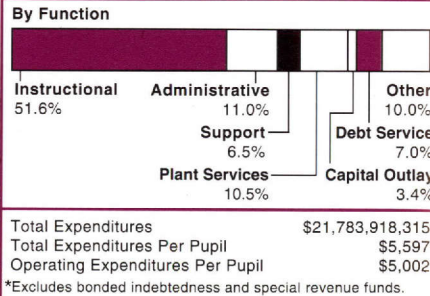 By Function
Instructional Administrative Other
51.6% 11.0% 10.0%
Support Debt Service
6.5% 7.0%
Plant Services Capital Outlay
10.5% 3.4%
Total Expenditures $21,783,918,315
Total Expenditures Per Pupil $5,597
Operating Expenditures Per Pupil $5,002
*Excludes bonded indebtedness and special revenue funds.